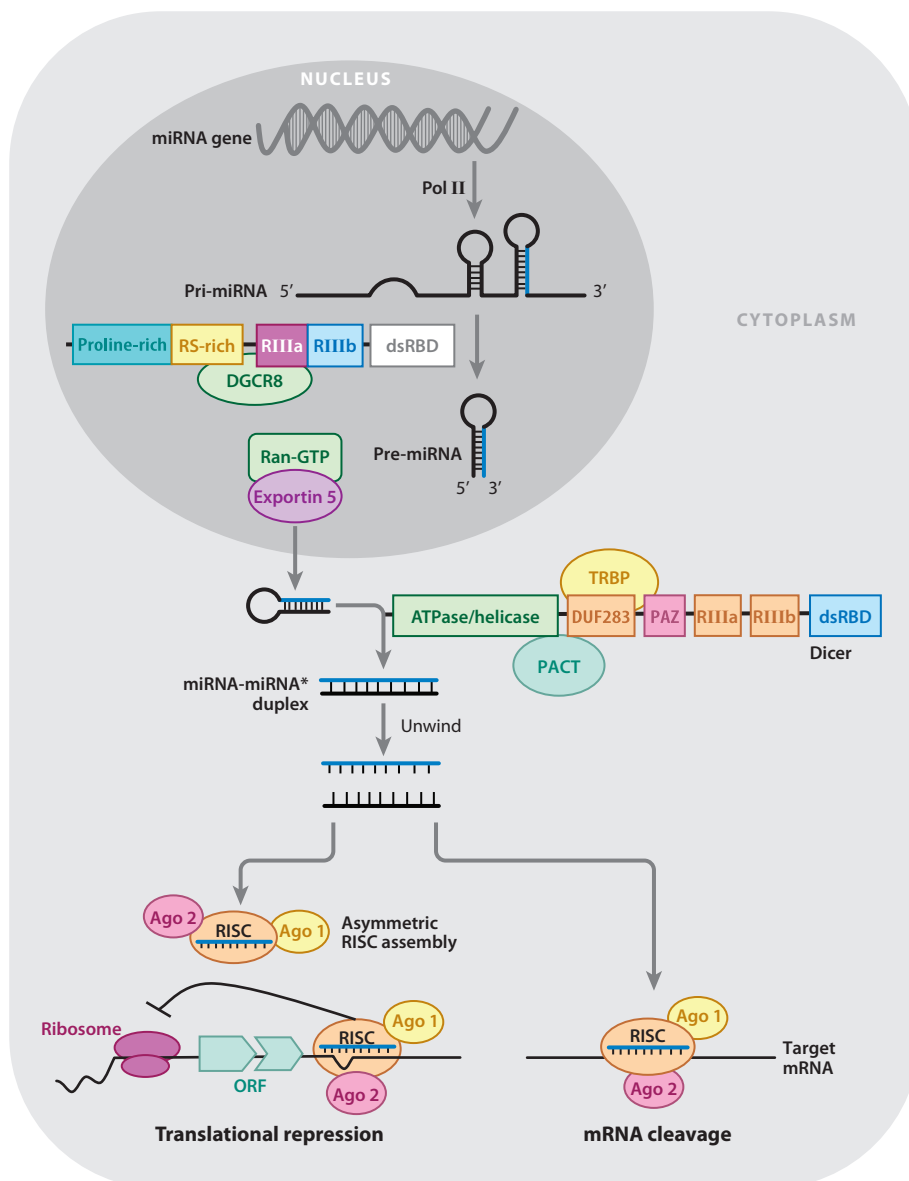 NUCLEUS
miRNA gene
Pol II
Pri-miRNA 5′ 3′
CYTOPLASM
Proline-rich RS-rich RIIIa RIIIb dsRBD
DGCR8
Ran-GTP
Pre-miRNA
5′ 3′
Exportin 5
TRBP
ATPase/helicase DUF283 PAZ RIIIa RIIIb dsRBD
Dicer
PACT
miRNA-miRNA*
duplex
Unwind
Ago 2
RISC
Ago 1
Asymmetric
RISC assembly
Ribosome
ORF
RISC
Ago 1
Ago 2
Translational repression
RISC
Ago 1
Ago 2
Target
mRNA
mRNA cleavage